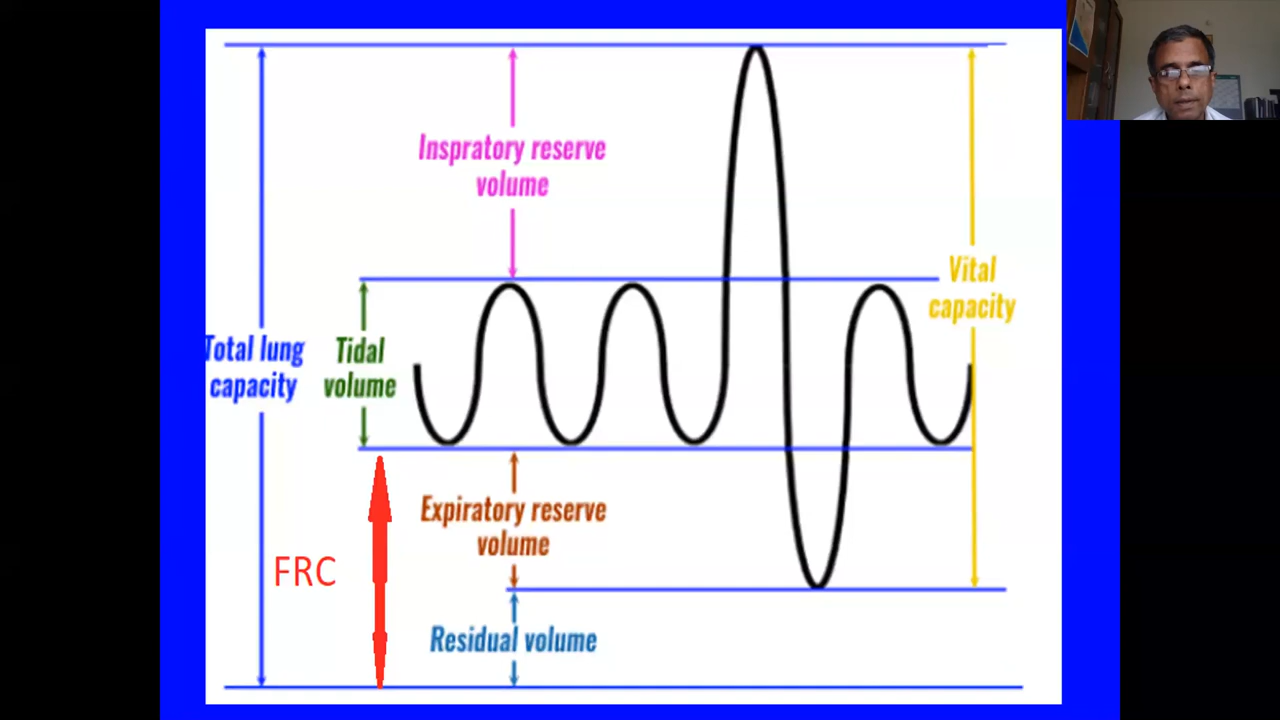 Inspratory reserve
volume
Vital
capacity
Total lung
capacity
Tidal
volume
Expiratory reserve
volume
FRC
Residual volume